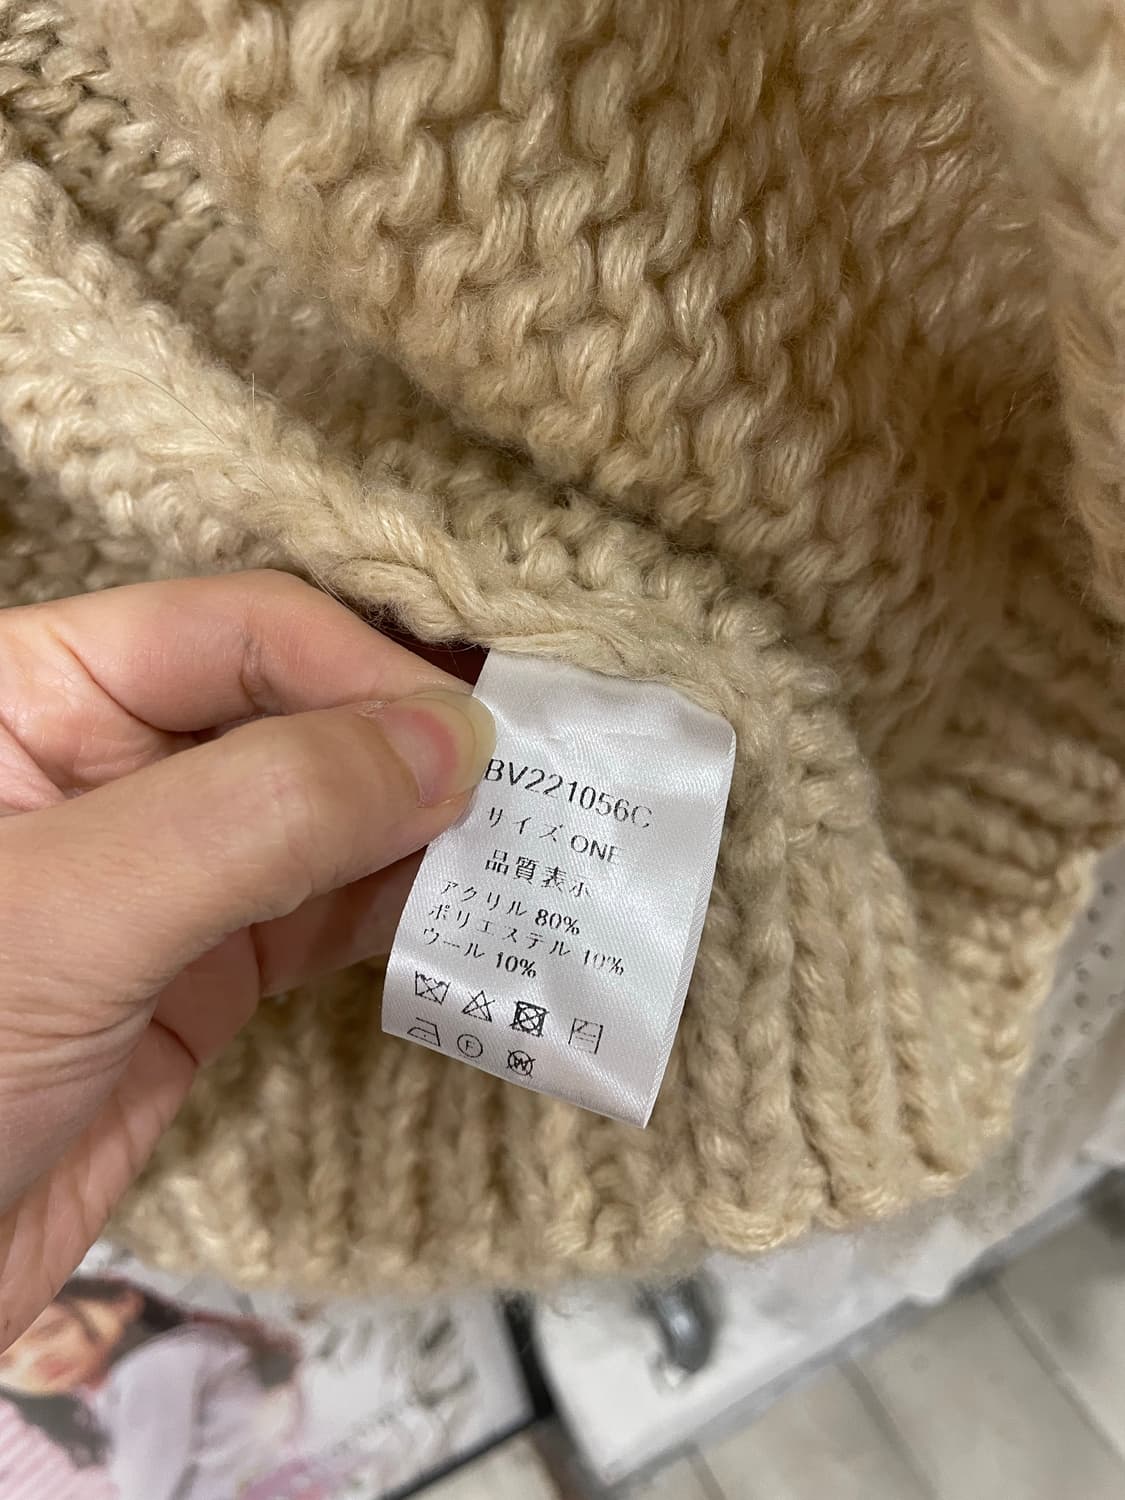 BV221056C
サイズ ONE
品質表示
アクリル 80%
ポリエステル 10%
ウール 10%
F
W